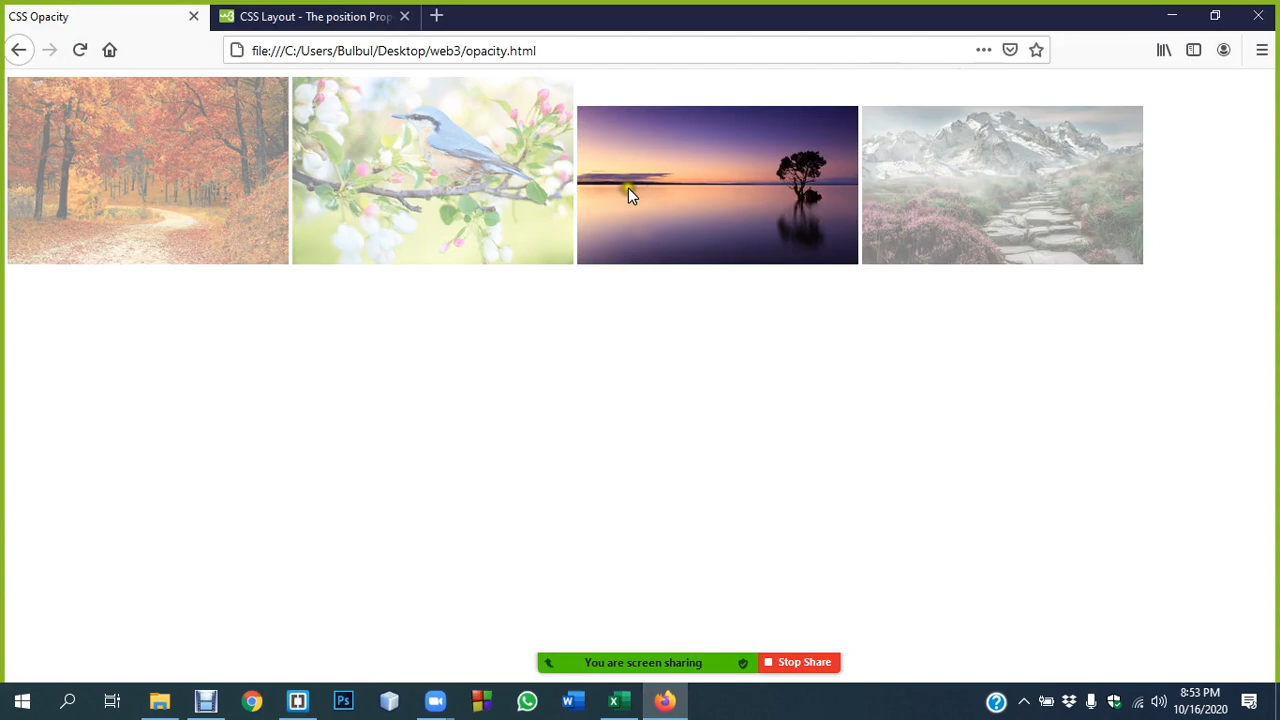 CSS Opacity
CSS Layout - The position Prop
file:///C:/Users/Bulbul/Desktop/web3/opacity.html
You are screen sharing
Stop Share
8:53 PM
10/16/2020